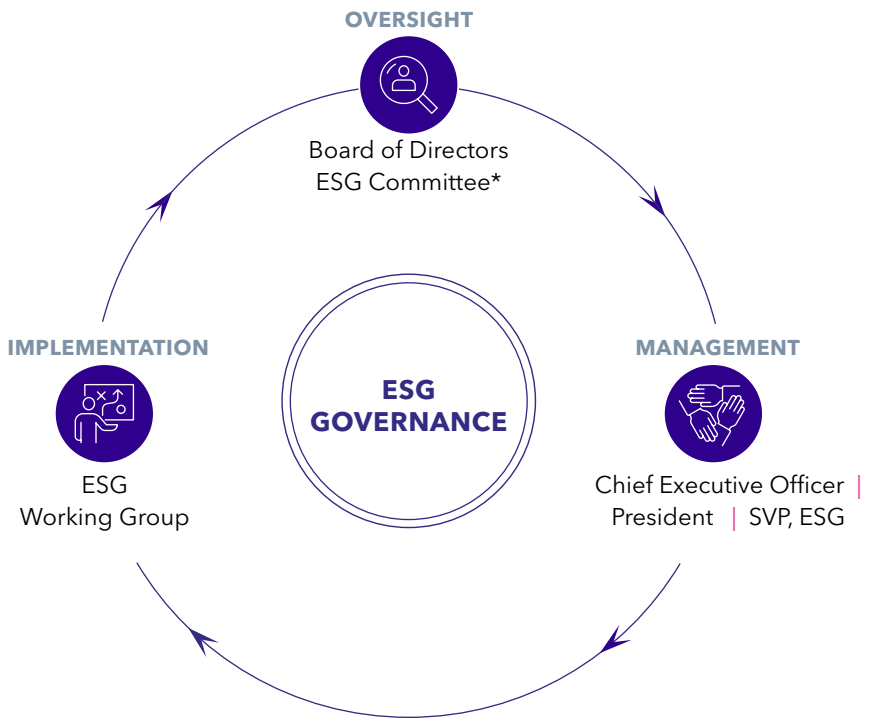 OVERSIGHT
Board of Directors
ESG Committee*
IMPLEMENTATION
ESG
Working Group
ESG
GOVERNANCE
MANAGEMENT
Chief Executive Officer |
President | SVP, ESG